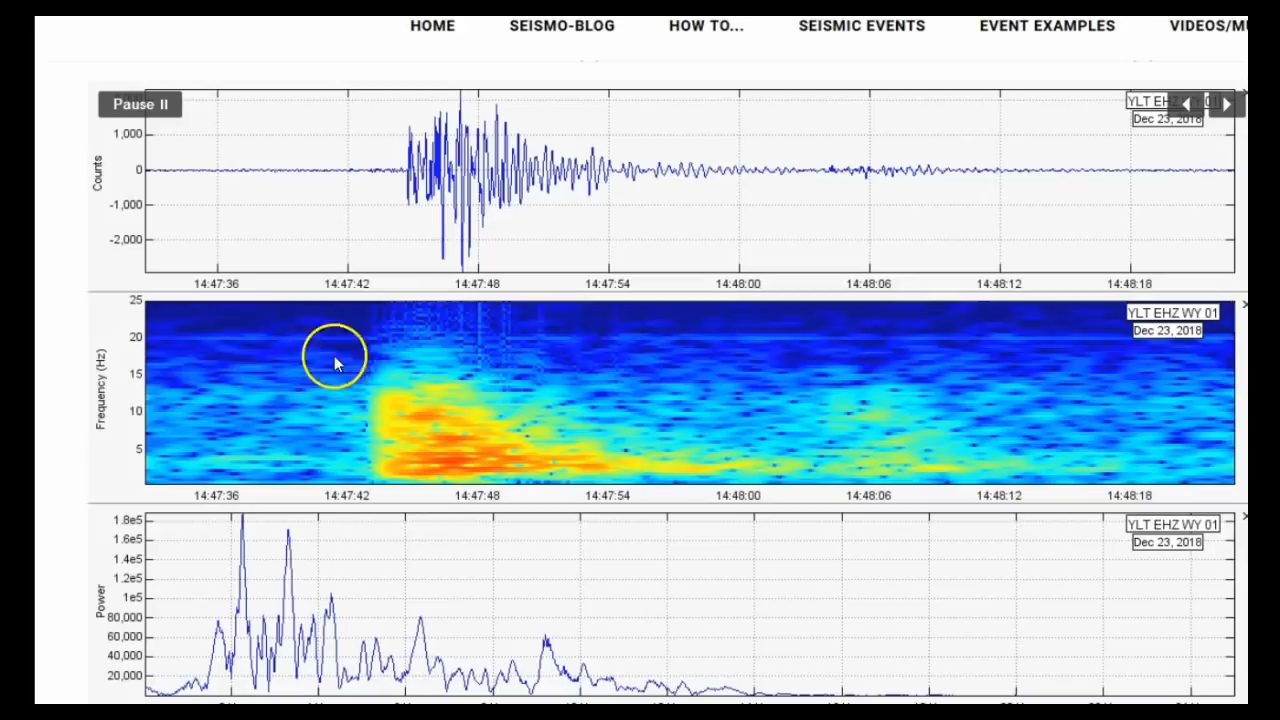 HOME SEISMO-BLOG HOW TO... SEISMIC EVENTS EVENT EXAMPLES
Pause II
YLT EHZ WY 01
Dec 23, 2018
Counts
1,000
0
-1,000
-2,000
14:47:36 14:47:42 14:47:48 14:47:54 14:48:00 14:48:06 14:48:12 14:48:18
YLT EHZ WY 01
Dec 23, 2018
Frequency (Hz)
25
20
15
10
5
14:47:36 14:47:42 14:47:48 14:47:54 14:48:00 14:48:06 14:48:12 14:48:18
YLT EHZ WY 01
Dec 23, 2018
Power
1.8e5
1.6e5
1.4e5
1.2e5
1e5
80,000
60,000
40,000
20,000